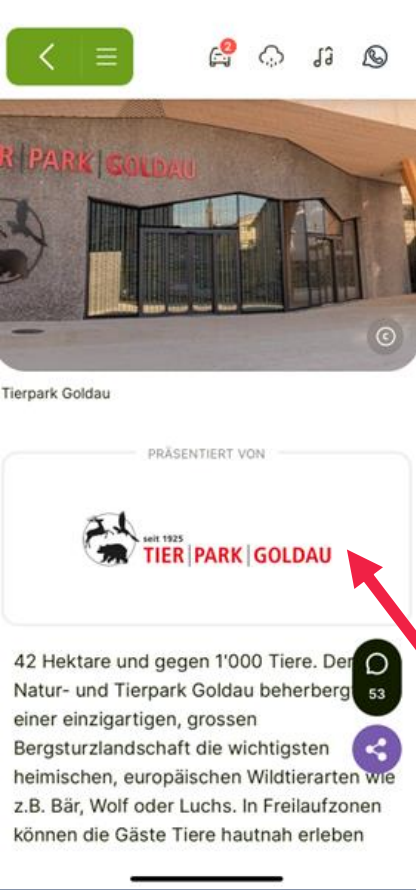 2
R PARK GOLDAU
©
Tierpark Goldau
PRÄSENTIERT VON
seit 1925
TIER PARK GOLDAU
42 Hektare und gegen 1'000 Tiere. Der
Natur- und Tierpark Goldau beherbergt
einer einzigartigen, grossen
Bergsturzlandschaft die wichtigsten
heimischen, europäischen Wildtierarten wie
z.B. Bär, Wolf oder Luchs. In Freilaufzonen
können die Gäste Tiere hautnah erleben
53